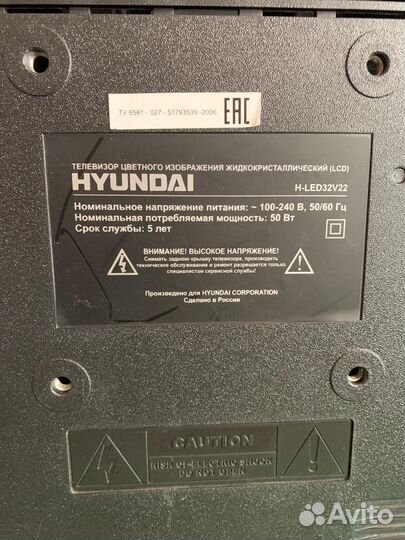 ТУ 6581 - 027 - 51793539 -2006
EAC
ТЕЛЕВИЗОР ЦВЕТНОГО ИЗОБРАЖЕНИЯ ЖИДКОКРИСТАЛЛИЧЕСКИЙ (LCD)
HYUNDAI
H-LED32V22
Номинальное напряжение питания: ~ 100-240 В, 50/60 Гц
Номинальная потребляемая мощность: 50 Вт
Срок службы: 5 лет
ВНИМАНИЕ! ВЫСОКОЕ НАПРЯЖЕНИЕ!
Снимать заднюю крышку телевизора, производить
техническое обслуживание и ремонт разрешается только
специалистам сервисной службы!
Произведено для HYUNDAI CORPORATION
Сделано в России
CAUTION
RISK OF ELECTRIC SHOCK
DO NOT OPEN
Avito